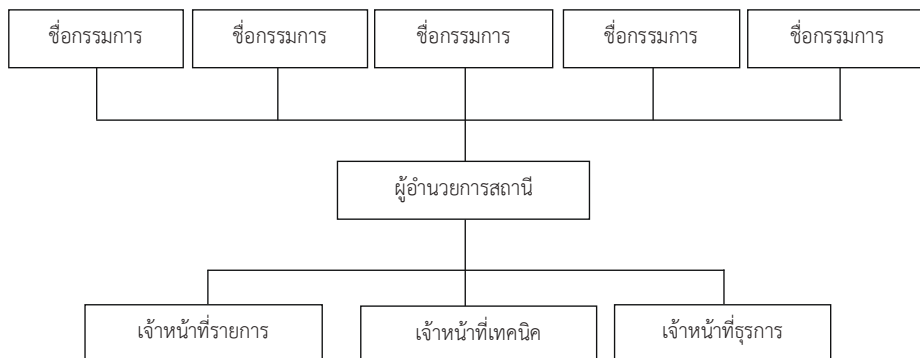 ชื่อกรรมการ
ชื่อกรรมการ
ชื่อกรรมการ
ชื่อกรรมการ
ชื่อกรรมการ
ผู้อำนวยการสถานี
เจ้าหน้าที่รายการ
เจ้าหน้าที่เทคนิค
เจ้าหน้าที่ธุรการ